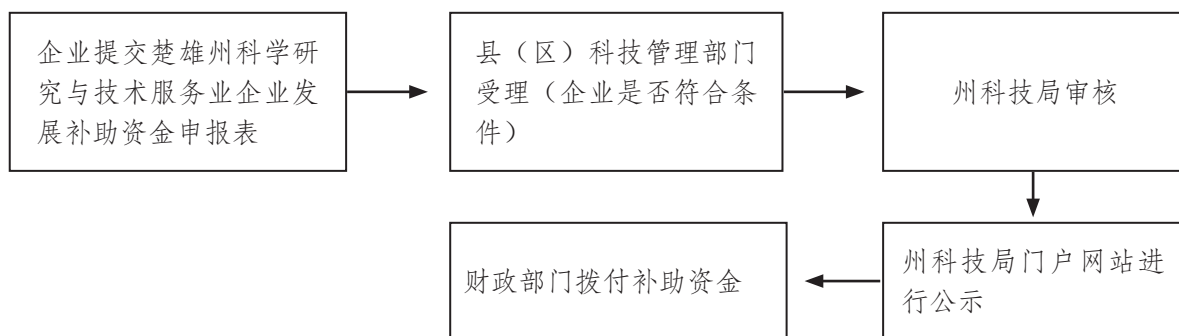 企业提交楚雄州科学研
究与技术服务业企业发
展补助资金申报表
县（区）科技管理部门
受理（企业是否符合条
件）
州科技局审核
州科技局门户网站进
行公示
财政部门拨付补助资金